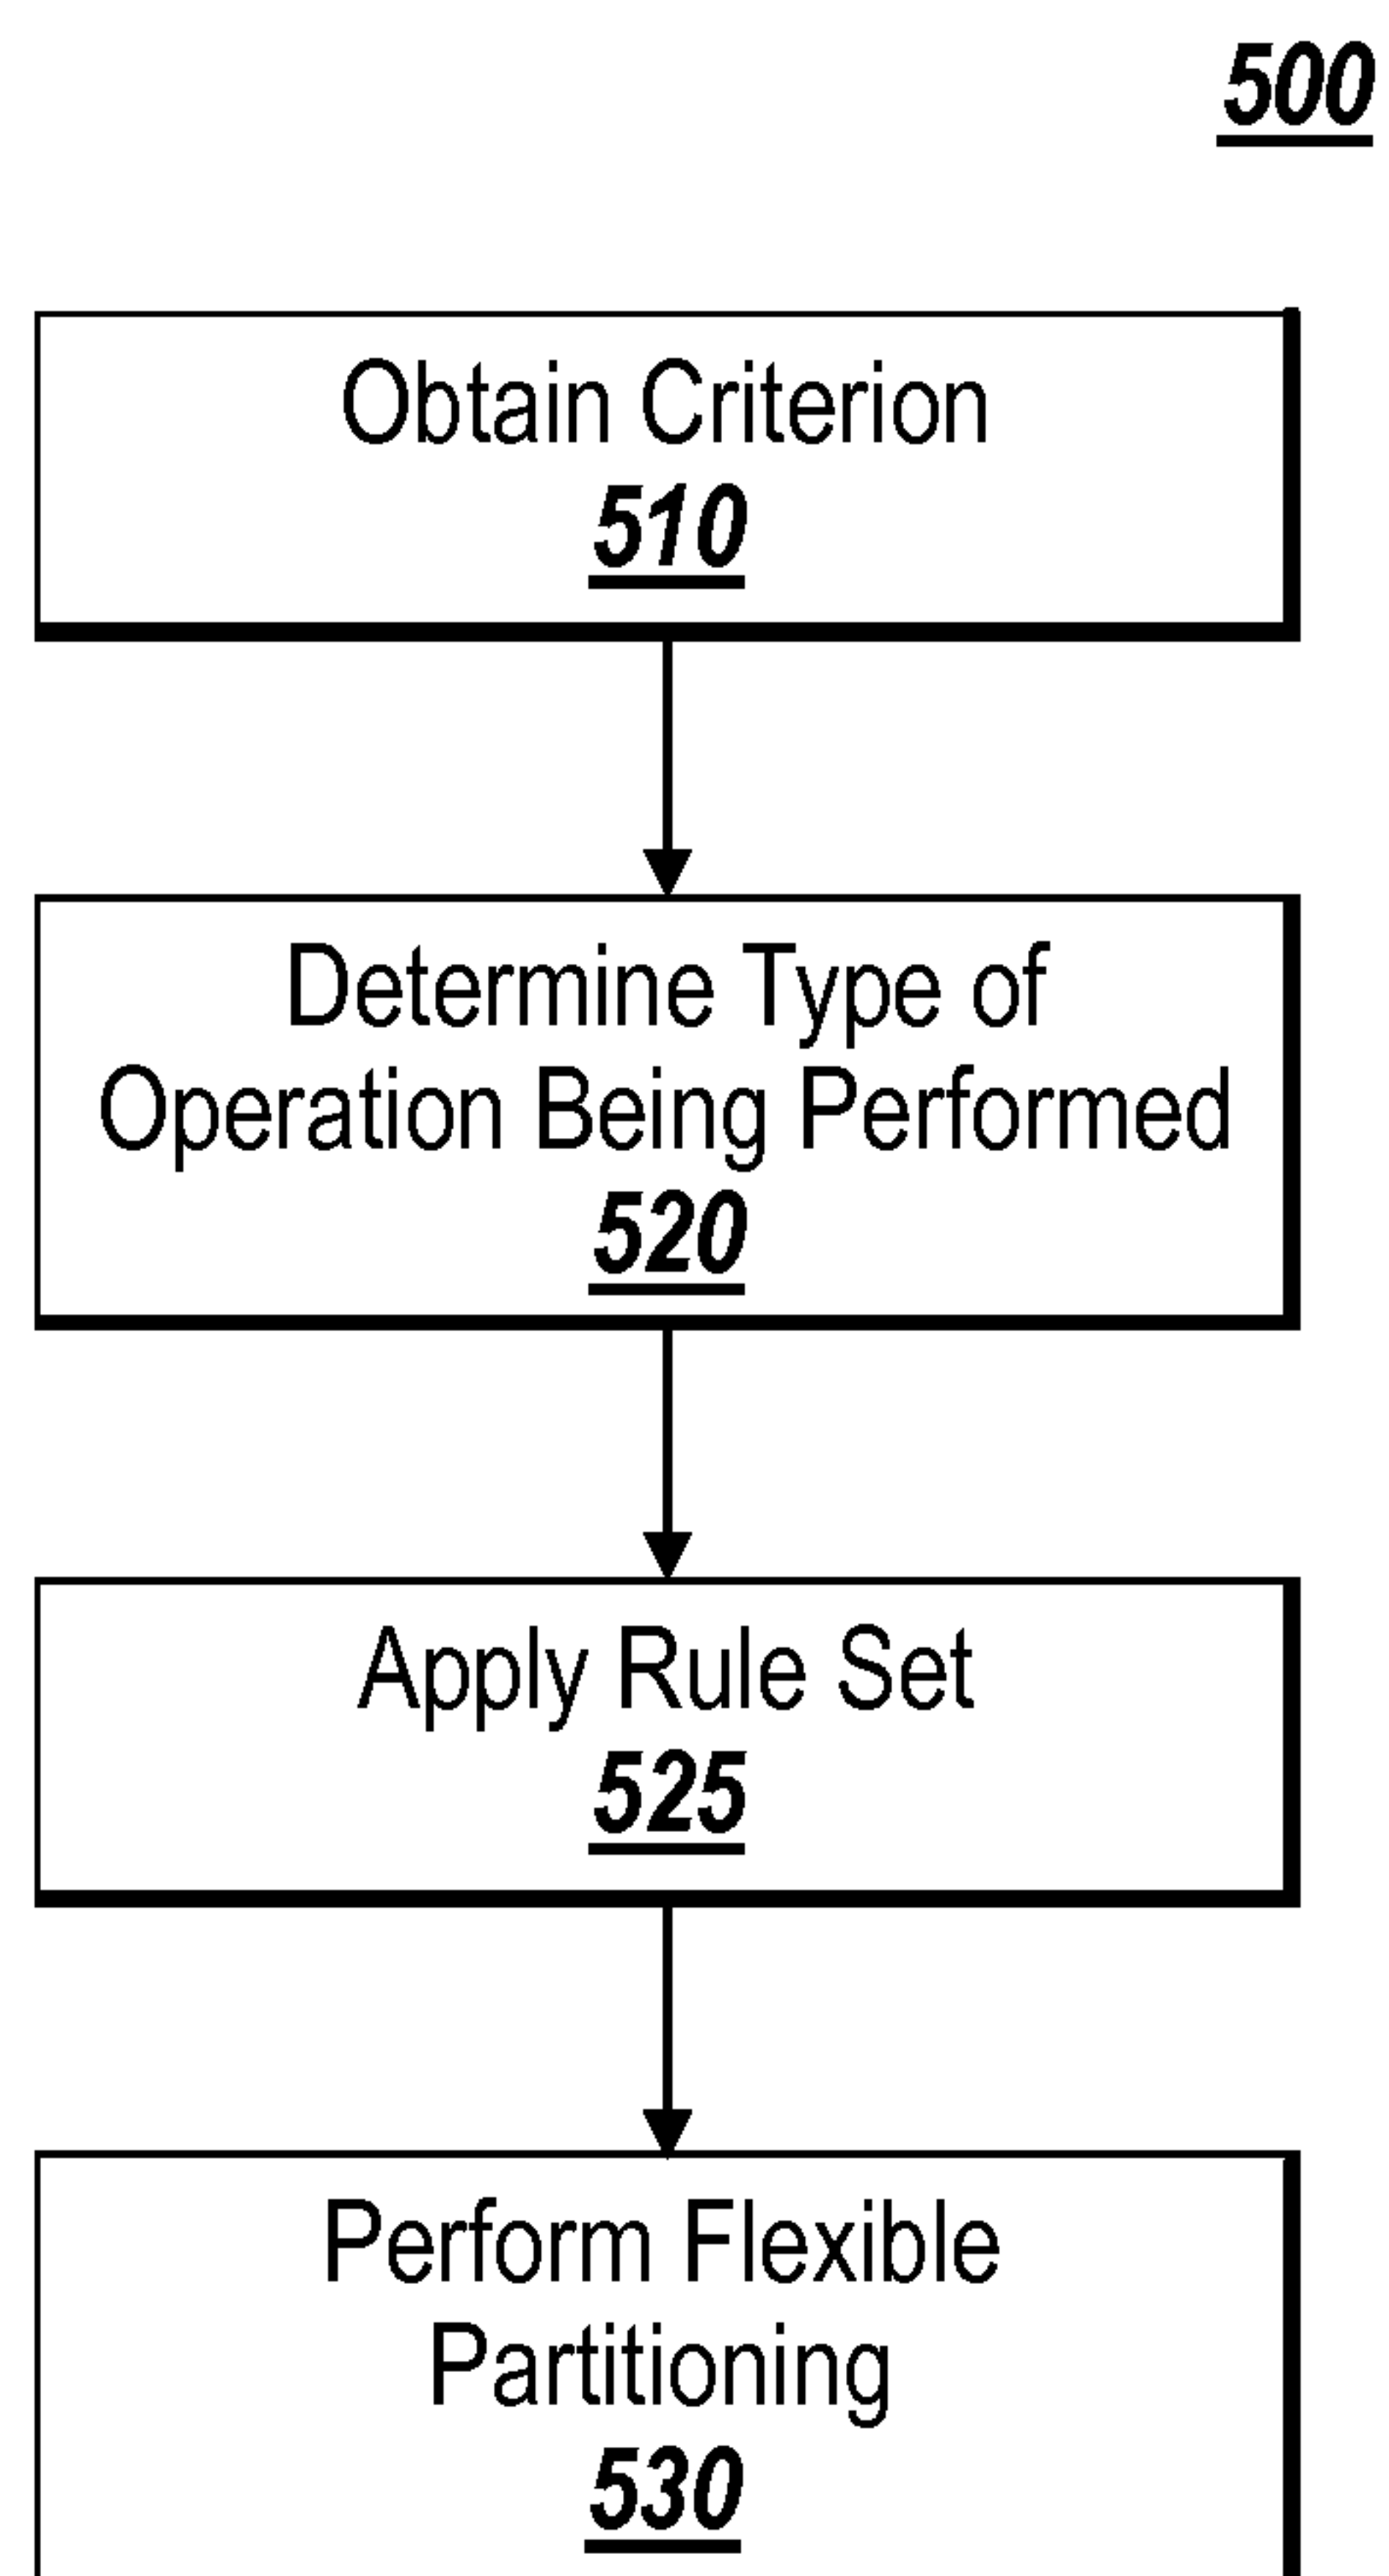 500
Obtain Criterion
510
Determine Type of
Operation Being Performed
520
Apply Rule Set
525
Perform Flexible
Partitioning
530